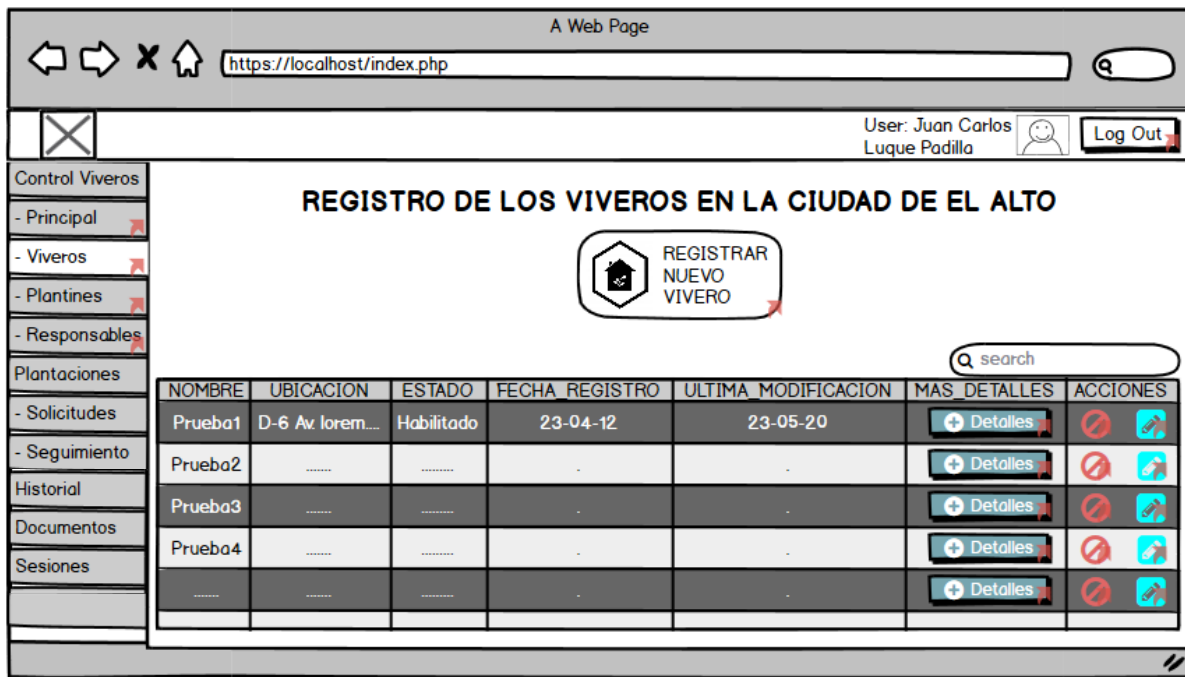 A Web Page
https://localhost/index.php
User: Juan Carlos
Luque Padilla
Log Out
Control Viveros
- Principal
- Viveros
- Plantines
- Responsables
Plantaciones
- Solicitudes
- Seguimiento
Historial
Documentos
Sesiones
REGISTRO DE LOS VIVEROS EN LA CIUDAD DE EL ALTO
REGISTRAR
NUEVO
VIVERO
search
NOMBRE UBICACION ESTADO FECHA_REGISTRO ULTIMA_MODIFICACION MAS_DETALLES ACCIONES
Prueba1 D-6 Av. lorem.... Habilitado 23-04-12 23-05-20 Detalles
Prueba2 ....... ......... . . Detalles
Prueba3 ....... ......... . . Detalles
Prueba4 ....... ......... . . Detalles
....... ....... ......... . . Detalles